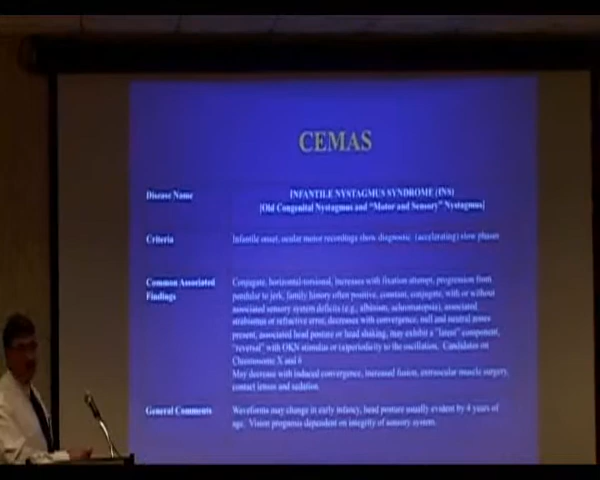 CEMAS
Disease Name
INFANTILE NYSTAGMUS SYNDROME (INS)
[Old Congenital Nystagmus and "Motor and Sensory" Nystagmus]
Criteria
Infantile onset, ocular motor recordings show diagnostic (accelerating) slow phases
Common Associated
Findings
Conjugate, horizontal-torsional, increases with fixation attempt, progression from
pendular to jerk, family history often positive, constant, conjugate, with or without
associated sensory system deficits (e.g., albinism, achromatopsia), associated
strabismus or refractive error, decreases with convergence, null and neutral zones
present, associated head posture or head shaking, may exhibit a "latent" component,
"reversal" with OKN stimulus or (a)periodicity to the oscillation. Candidates on
Chromosome X and 6
May decrease with induced convergence, increased fusion, extraocular muscle surgery,
contact lenses and sedation.
General Comments
Waveforms may change in early infancy, head posture usually evident by 4 years of
age. Vision prognosis dependent on integrity of sensory system.